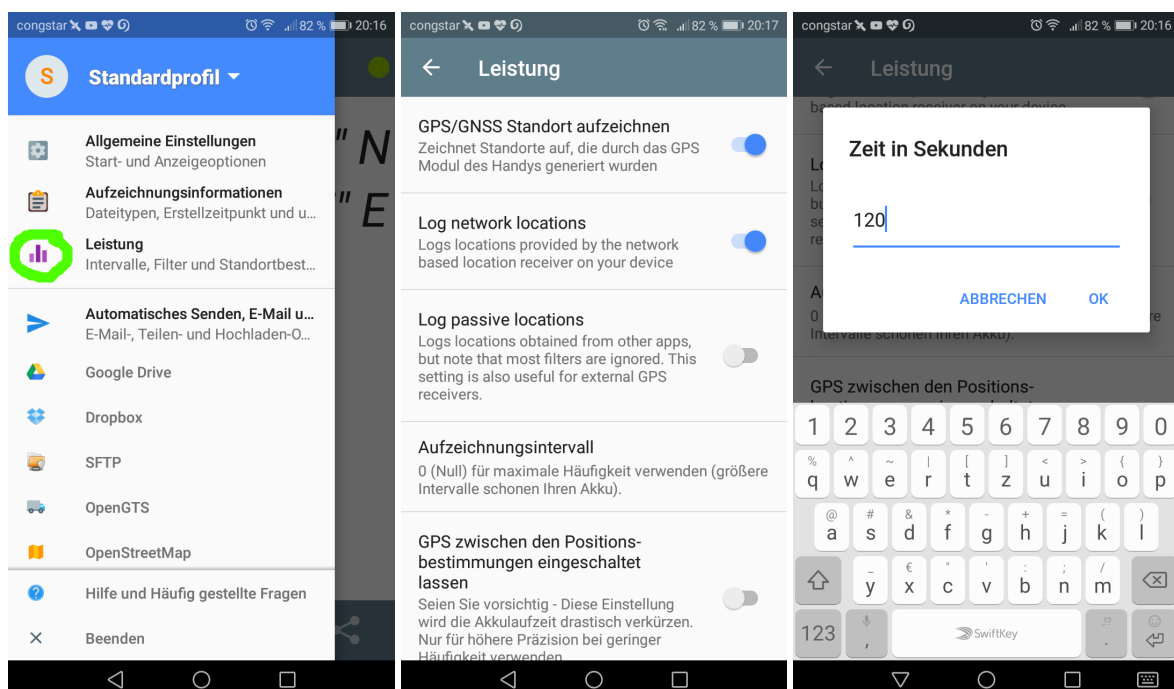 congstar 82 % 20:16
S Standardprofil
" N
" E
Allgemeine Einstellungen
Start- und Anzeigeoptionen
Aufzeichnungsinformationen
Dateitypen, Erstellzeitpunkt und u...
Leistung
Intervalle, Filter und Standortbest...
Automatisches Senden, E-Mail u...
E-Mail-, Teilen- und Hochladen-O...
Google Drive
Dropbox
SFTP
OpenGTS
OpenStreetMap
Hilfe und Häufig gestellte Fragen
Beenden
congstar 82 % 20:17
Leistung
GPS/GNSS Standort aufzeichnen
Zeichnet Standorte auf, die durch das GPS
Modul des Handys generiert wurden
Log network locations
Logs locations provided by the network
based location receiver on your device
Log passive locations
Logs locations obtained from other apps,
but note that most filters are ignored. This
setting is also useful for external GPS
receivers.
Aufzeichnungsintervall
0 (Null) für maximale Häufigkeit verwenden (größere
Intervalle schonen Ihren Akku).
GPS zwischen den Positions-
bestimmungen eingeschaltet
lassen
Seien Sie vorsichtig - Diese Einstellung
wird die Akkulaufzeit drastisch verkürzen.
Nur für höhere Präzision bei geringer
Häufigkeit verwenden.
congstar 82 % 20:16
Leistung
based location receiver on your device
Zeit in Sekunden
120
ABBRECHEN OK
Intervalle schonen Ihren Akku).
GPS zwischen den Positions-
1 2 3 4 5 6 7 8 9 0
% ^ ~ | [ ] < > { }
q w e r t z u i o p
@ # & * - + = ( )
a s d f g h j k l
_ € " ' : ; /
y x c v b n m
123 , SwiftKey .